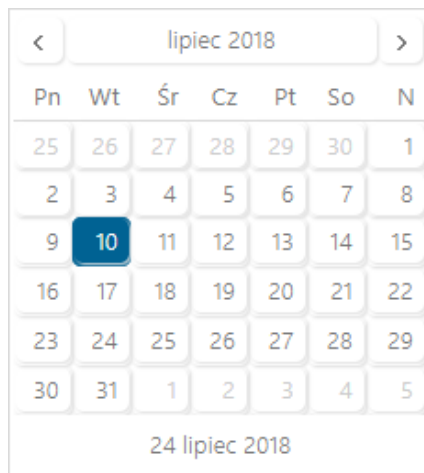 lipiec 2018
Pn Wt Śr Cz Pt So N
25 26 27 28 29 30 1
2 3 4 5 6 7 8
9 10 11 12 13 14 15
16 17 18 19 20 21 22
23 24 25 26 27 28 29
30 31 1 2 3 4 5
24 lipiec 2018